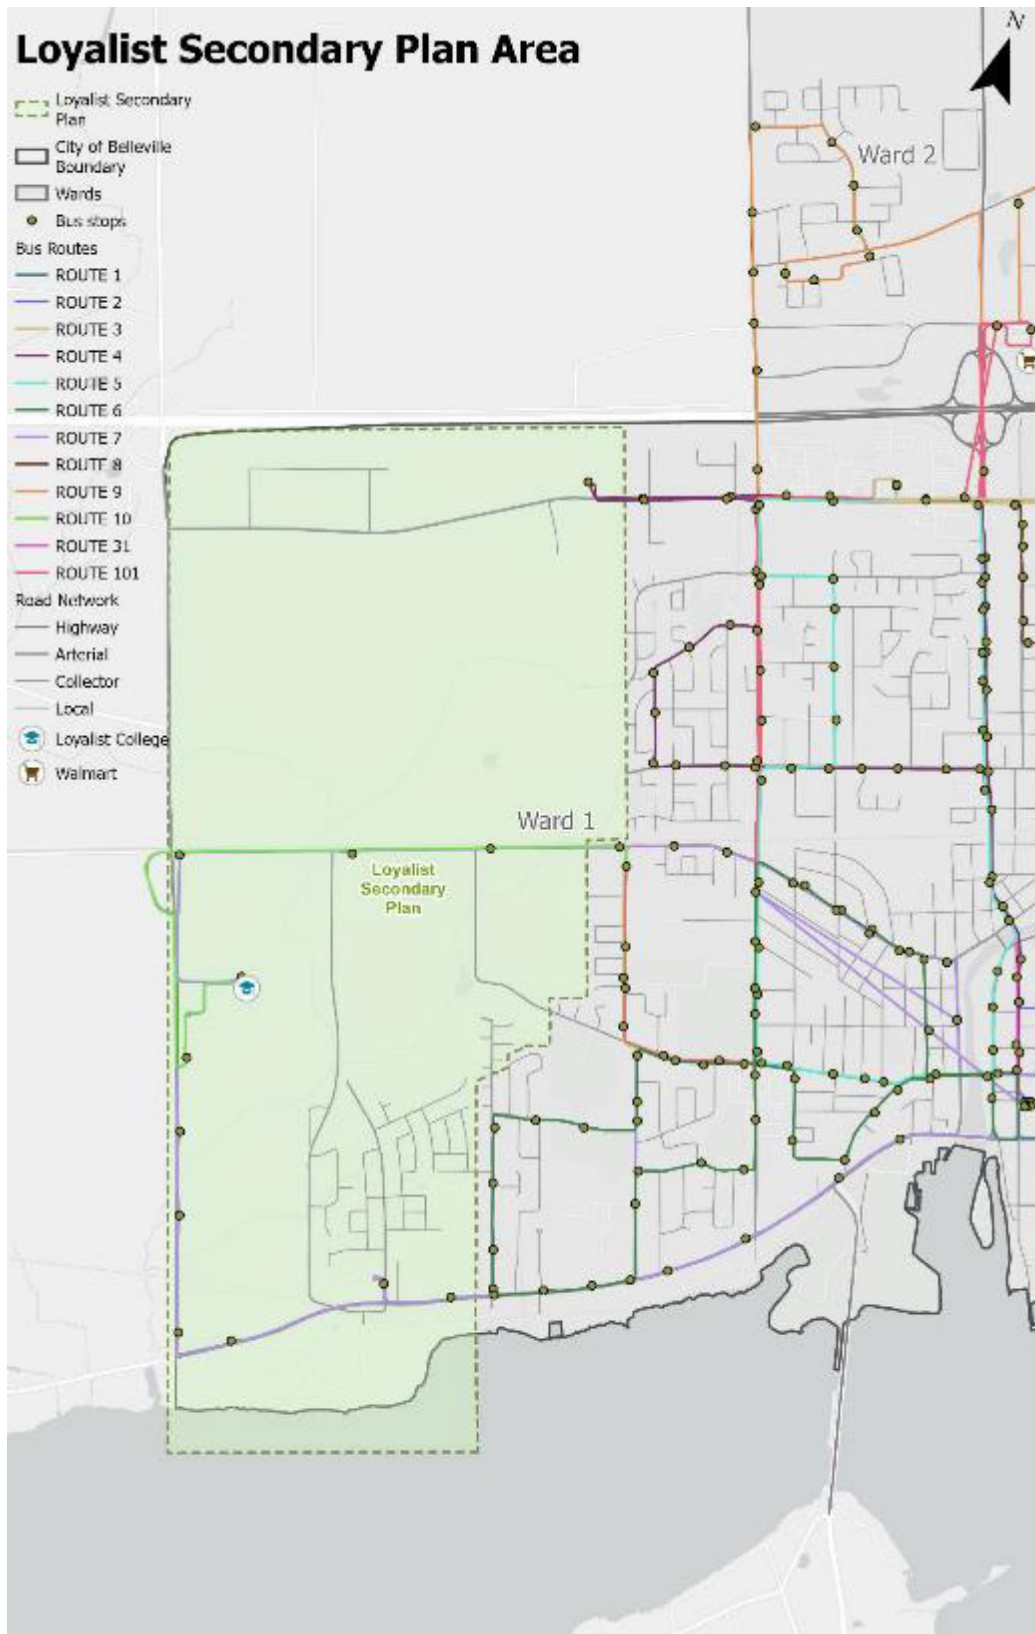 Loyalist Secondary Plan Area
N
Loyalist Secondary
Plan
City of Belleville
Boundary
Wards
Bus stops
Bus Routes
ROUTE 1
ROUTE 2
ROUTE 3
ROUTE 4
ROUTE 5
ROUTE 6
ROUTE 7
ROUTE 8
ROUTE 9
ROUTE 10
ROUTE 31
ROUTE 101
Road Network
Highway
Arterial
Collector
Local
Loyalist College
Walmart
Ward 2
Ward 1
Loyalist
Secondary
Plan